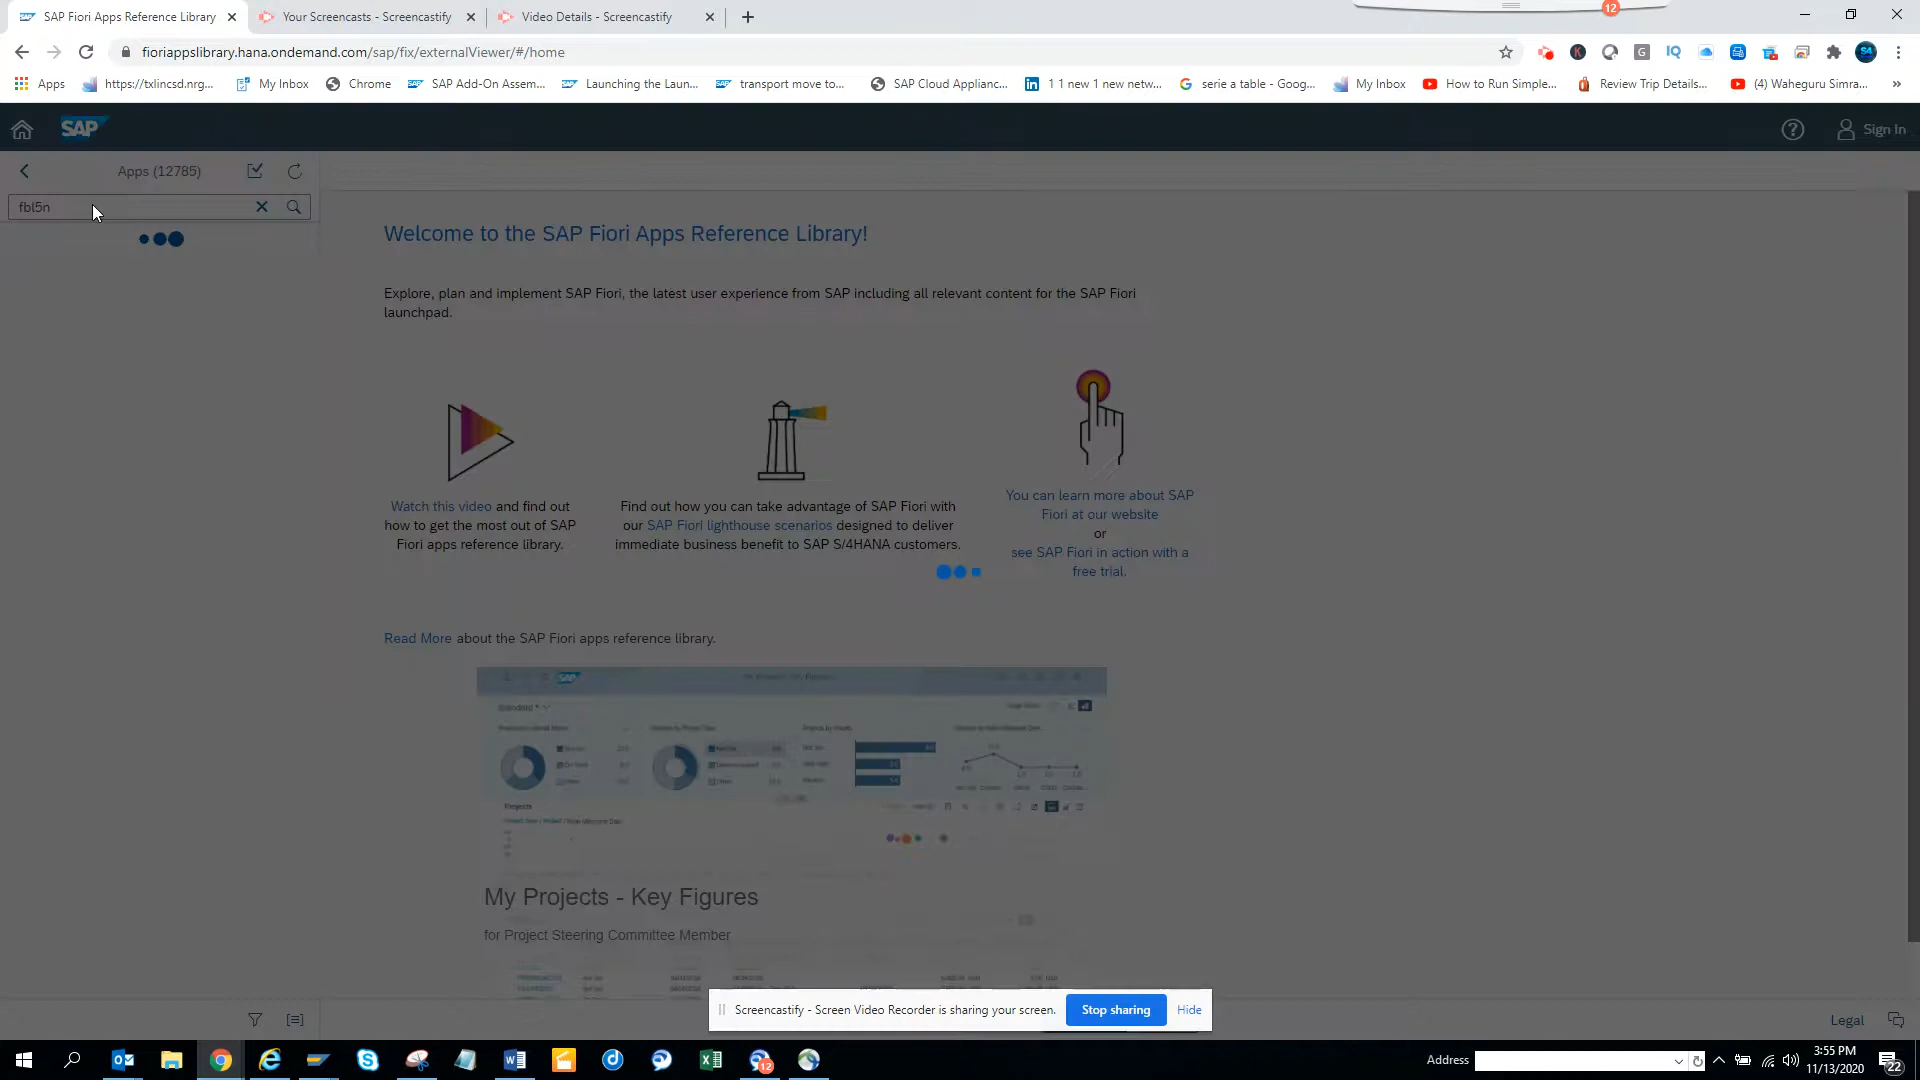 SAP Fiori Apps Reference Library
Your Screencasts - Screencastify
Video Details - Screencastify
12
fioriappslibrary.hana.ondemand.com/sap/fix/externalViewer/#/home
Apps
https://txlincsd.nrg...
My Inbox
Chrome
SAP Add-On Assem...
Launching the Laun...
transport move to...
SAP Cloud Applianc...
1 1 new 1 new netw...
serie a table - Goog...
My Inbox
How to Run Simple...
Review Trip Details...
(4) Waheguru Simra...
SAP
Sign In
Apps (12785)
fbl5n
Welcome to the SAP Fiori Apps Reference Library!
Explore, plan and implement SAP Fiori, the latest user experience from SAP including all relevant content for the SAP Fiori
launchpad.
Watch this video and find out
how to get the most out of SAP
Fiori apps reference library.
Find out how you can take advantage of SAP Fiori with
our SAP Fiori lighthouse scenarios designed to deliver
immediate business benefit to SAP S/4HANA customers.
You can learn more about SAP
Fiori at our website
or
see SAP Fiori in action with a
free trial.
Read More about the SAP Fiori apps reference library.
SAP
Standard *
Projects
My Projects - Key Figures
for Project Steering Committee Member
Screencastify - Screen Video Recorder is sharing your screen.
Stop sharing
Hide
Legal
Address
3:55 PM
11/13/2020
22
12